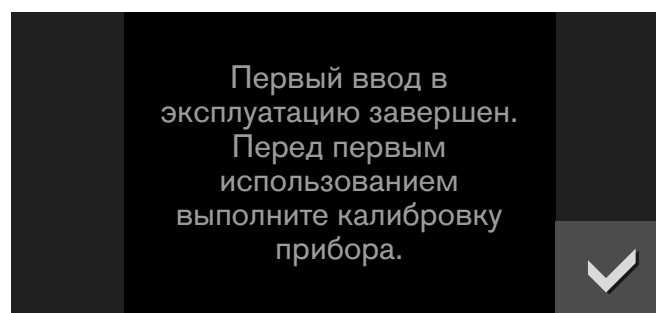 Первый ввод в
эксплуатацию завершен.
Перед первым
использованием
выполните калибровку
прибора.